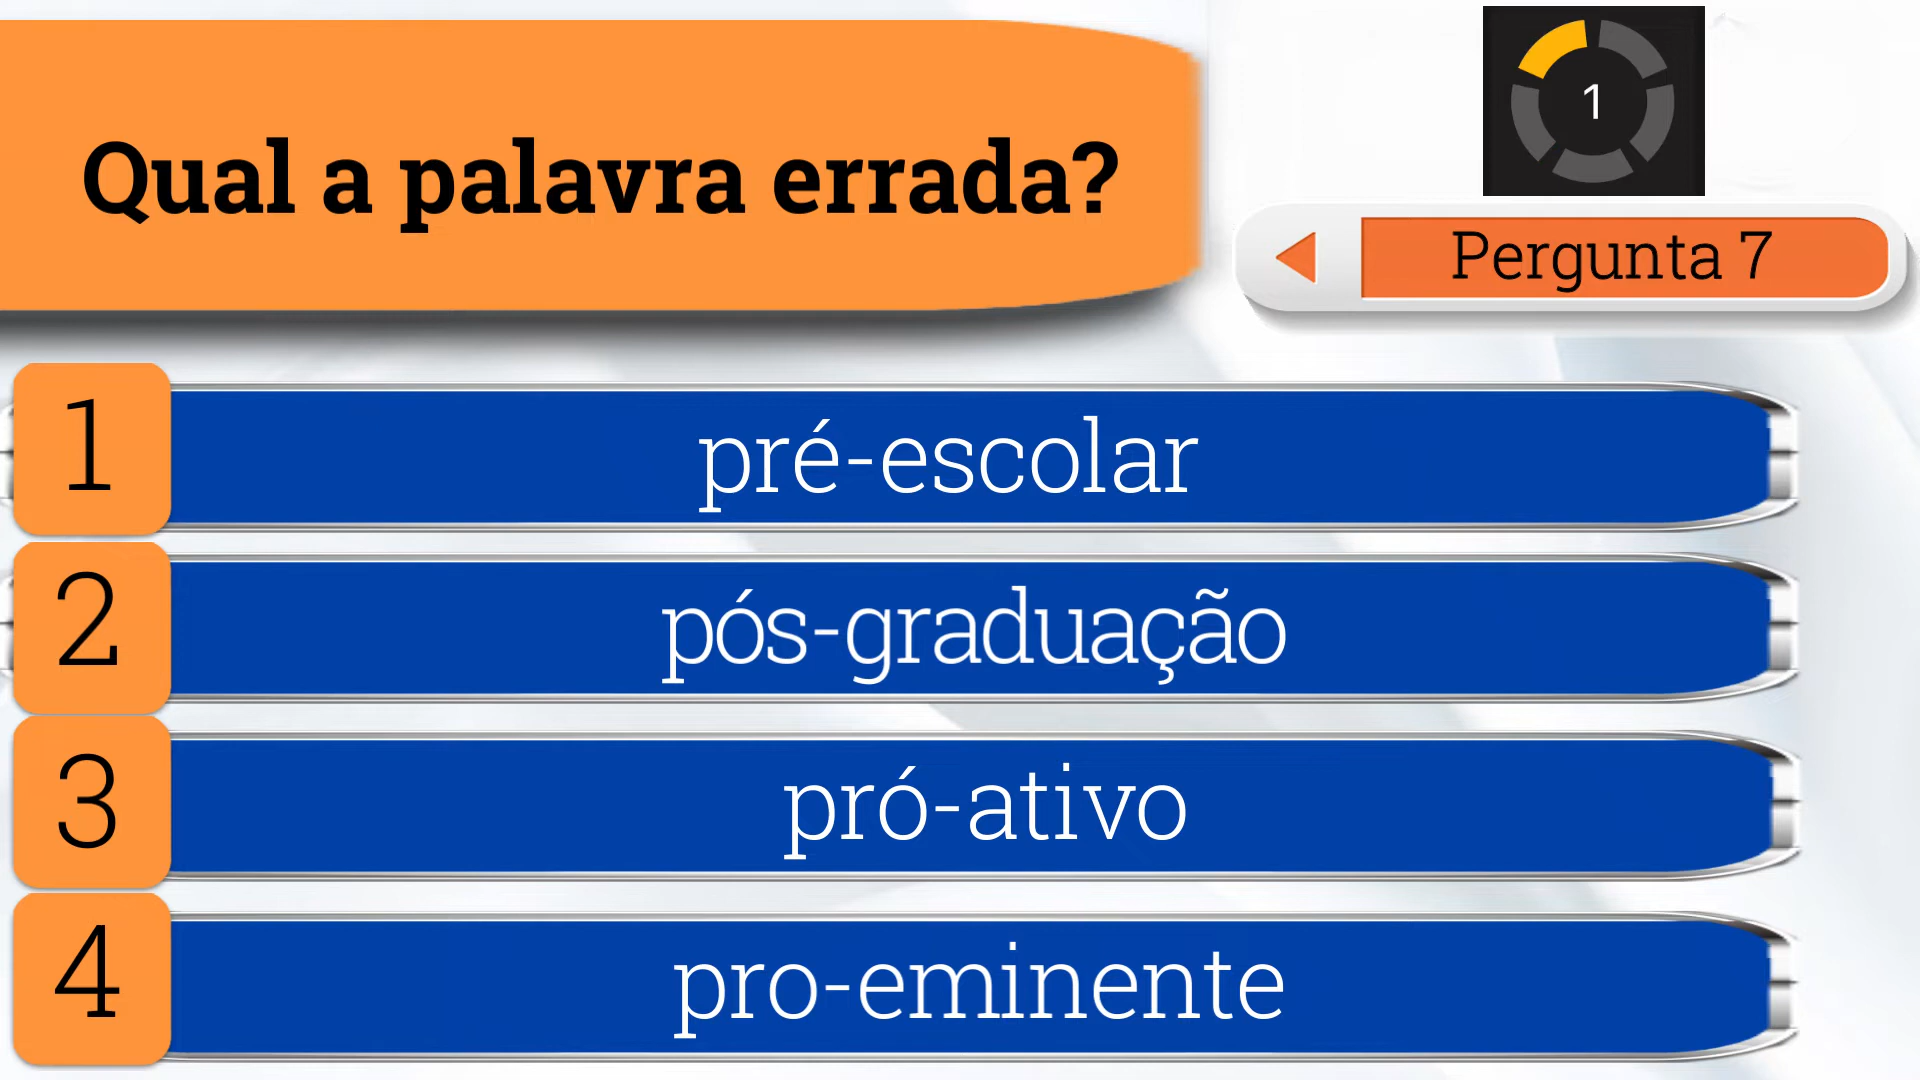 Qual a palavra errada?
1
Pergunta 7
1
pré-escolar
2
pós-graduação
3
pró-ativo
4
pro-eminente